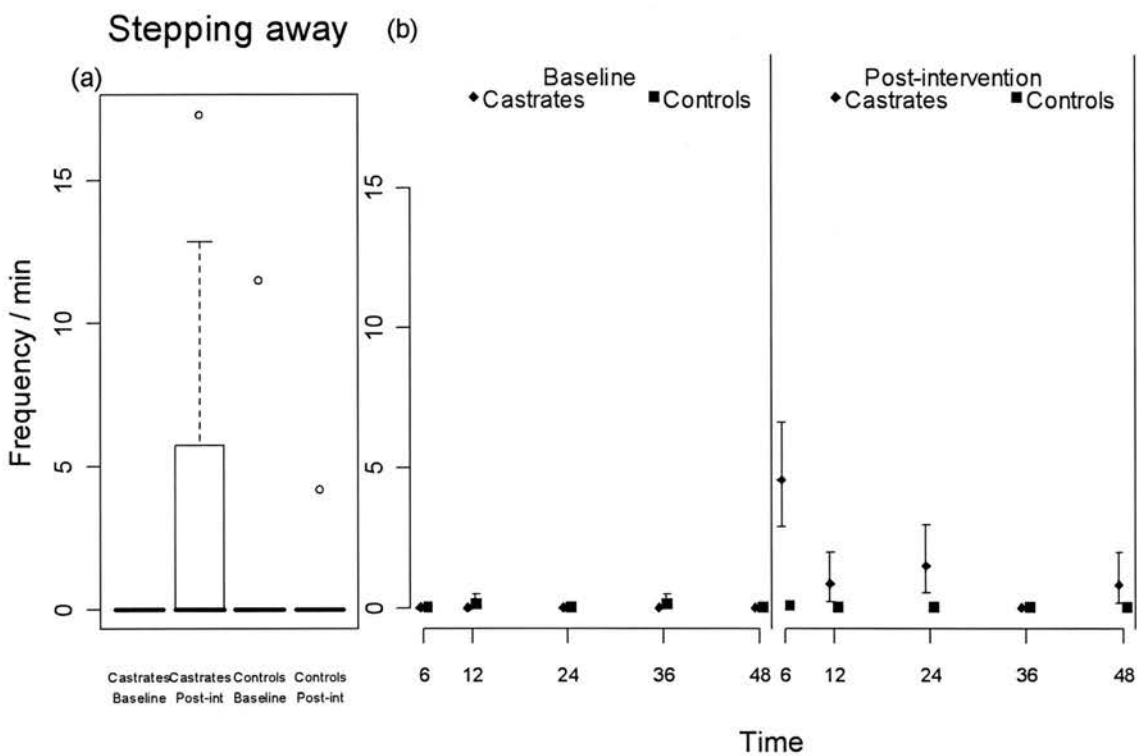 Stepping away
(a)
Frequency / min
15
10
5
0
Castrates Castrates Controls Controls
Baseline Post-int Baseline Post-int
(b)
15
10
5
0
Baseline
Castrates Controls
Post-intervention
Castrates Controls
6 12 24 36 48 6 12 24 36 48
Time